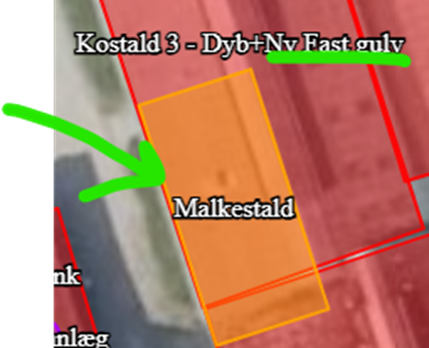 Kostald 3 - Dyb+Ny Fast gulv
Malkestald
nk
nlæg